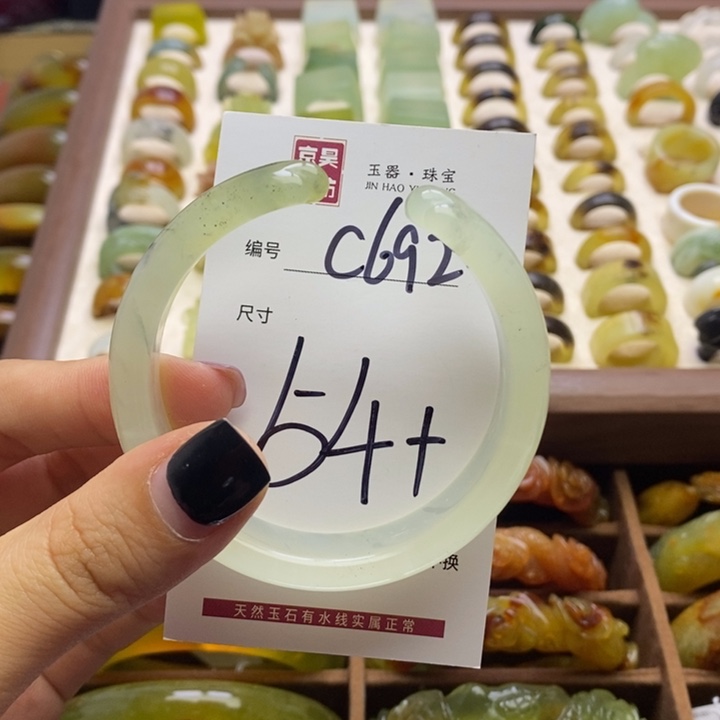 京昊
玉器·珠宝
JIN HAO
编号 C692
尺寸
54+
换
天然玉石有水线实属正常